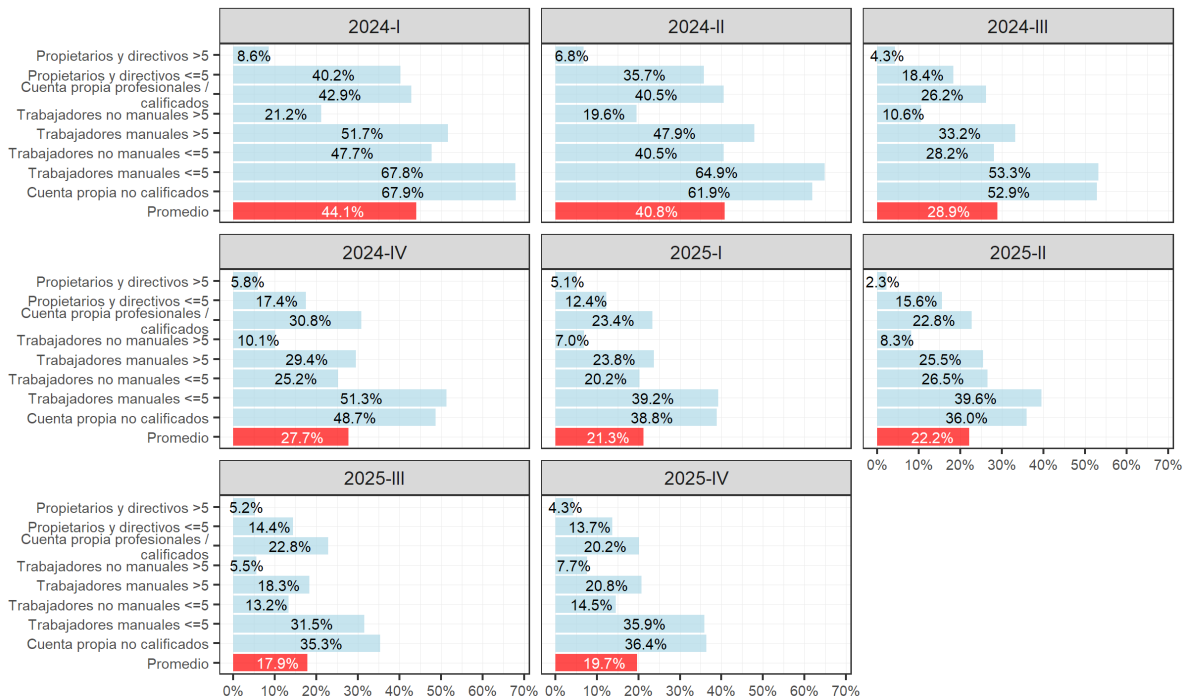 2024-I
2024-II
2024-III
Propietarios y directivos >5
8.6%
6.8%
4.3%
Propietarios y directivos <=5
40.2%
35.7%
18.4%
Cuenta propia profesionales /
calificados
42.9%
40.5%
26.2%
Trabajadores no manuales >5
21.2%
19.6%
10.6%
Trabajadores manuales >5
51.7%
47.9%
33.2%
Trabajadores no manuales <=5
47.7%
40.5%
28.2%
Trabajadores manuales <=5
67.8%
64.9%
53.3%
Cuenta propia no calificados
67.9%
61.9%
52.9%
Promedio
44.1%
40.8%
28.9%
2024-IV
2025-I
2025-II
Propietarios y directivos >5
5.8%
5.1%
2.3%
Propietarios y directivos <=5
17.4%
12.4%
15.6%
Cuenta propia profesionales /
calificados
30.8%
23.4%
22.8%
Trabajadores no manuales >5
10.1%
7.0%
8.3%
Trabajadores manuales >5
29.4%
23.8%
25.5%
Trabajadores no manuales <=5
25.2%
20.2%
26.5%
Trabajadores manuales <=5
51.3%
39.2%
39.6%
Cuenta propia no calificados
48.7%
38.8%
36.0%
Promedio
27.7%
21.3%
22.2%
0% 10% 20% 30% 40% 50% 60% 70%
2025-III
2025-IV
Propietarios y directivos >5
5.2%
4.3%
Propietarios y directivos <=5
14.4%
13.7%
Cuenta propia profesionales /
calificados
22.8%
20.2%
Trabajadores no manuales >5
5.5%
7.7%
Trabajadores manuales >5
18.3%
20.8%
Trabajadores no manuales <=5
13.2%
14.5%
Trabajadores manuales <=5
31.5%
35.9%
Cuenta propia no calificados
35.3%
36.4%
Promedio
17.9%
19.7%
0% 10% 20% 30% 40% 50% 60% 70%
0% 10% 20% 30% 40% 50% 60% 70%